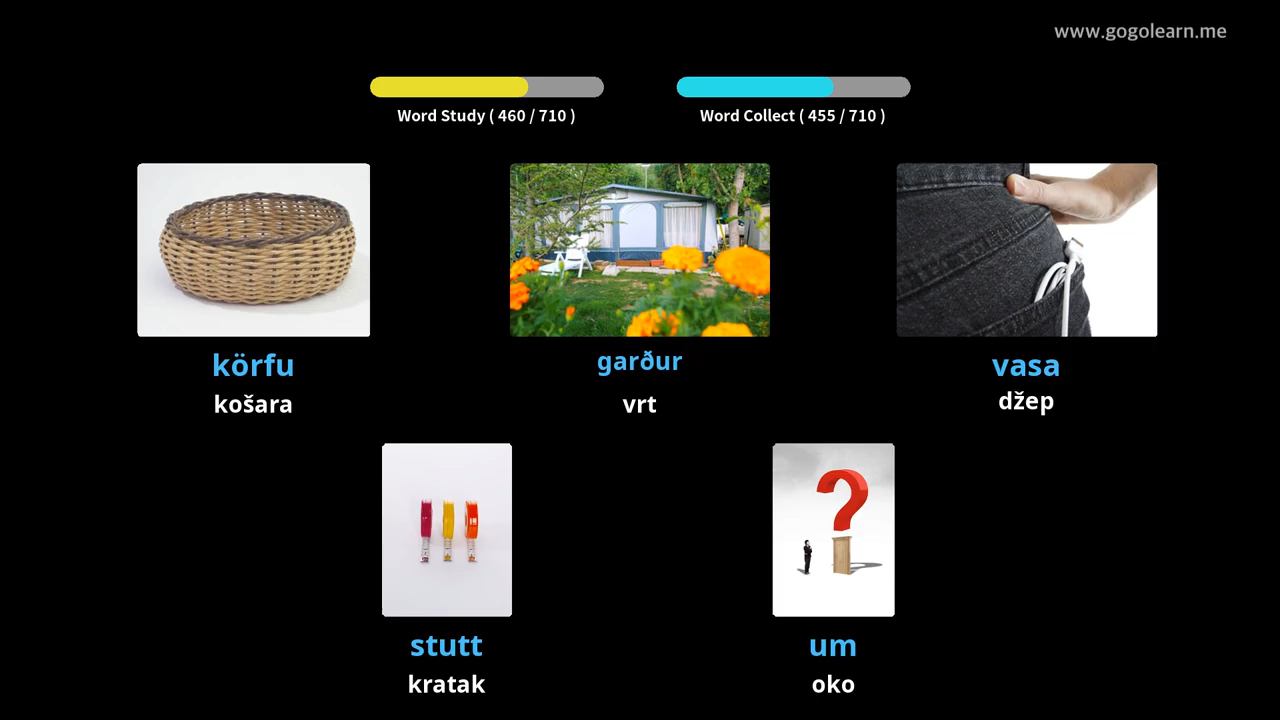 www.gogolearn.me
Word Study ( 460 / 710 )
Word Collect ( 455 / 710 )
körfu
košara
garður
vrt
vasa
džep
stutt
kratak
um
oko